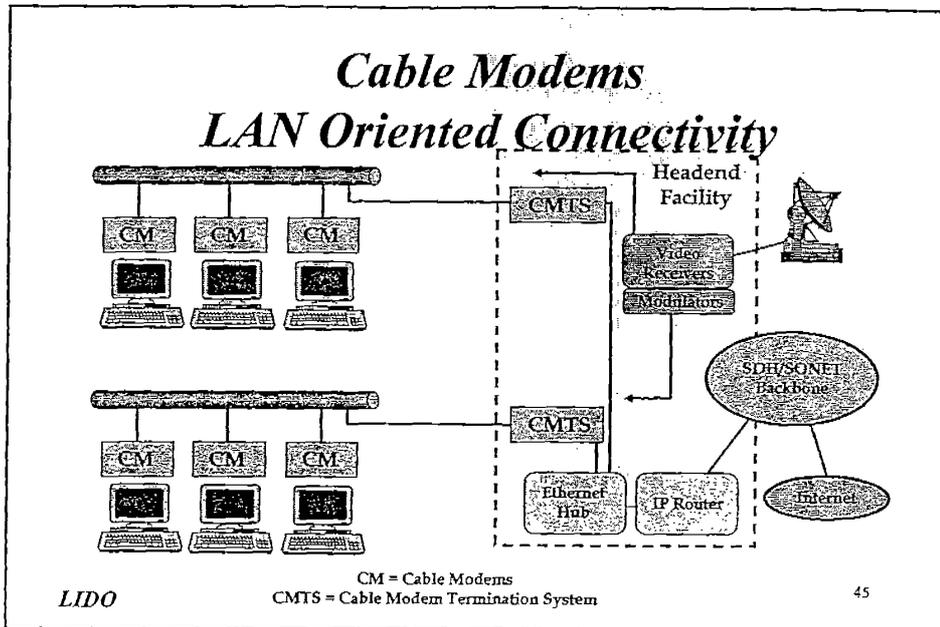 Cable Modems
LAN Oriented Connectivity
Headend
Facility
CMTS
CM CM CM
Video
Receivers
Modulators
SDH/SONET
Backbone
CMTS
CM CM CM
Ethernet
Hub
IP Router
Internet
CM = Cable Modems
CMTS = Cable Modem Termination System
LIDO
45